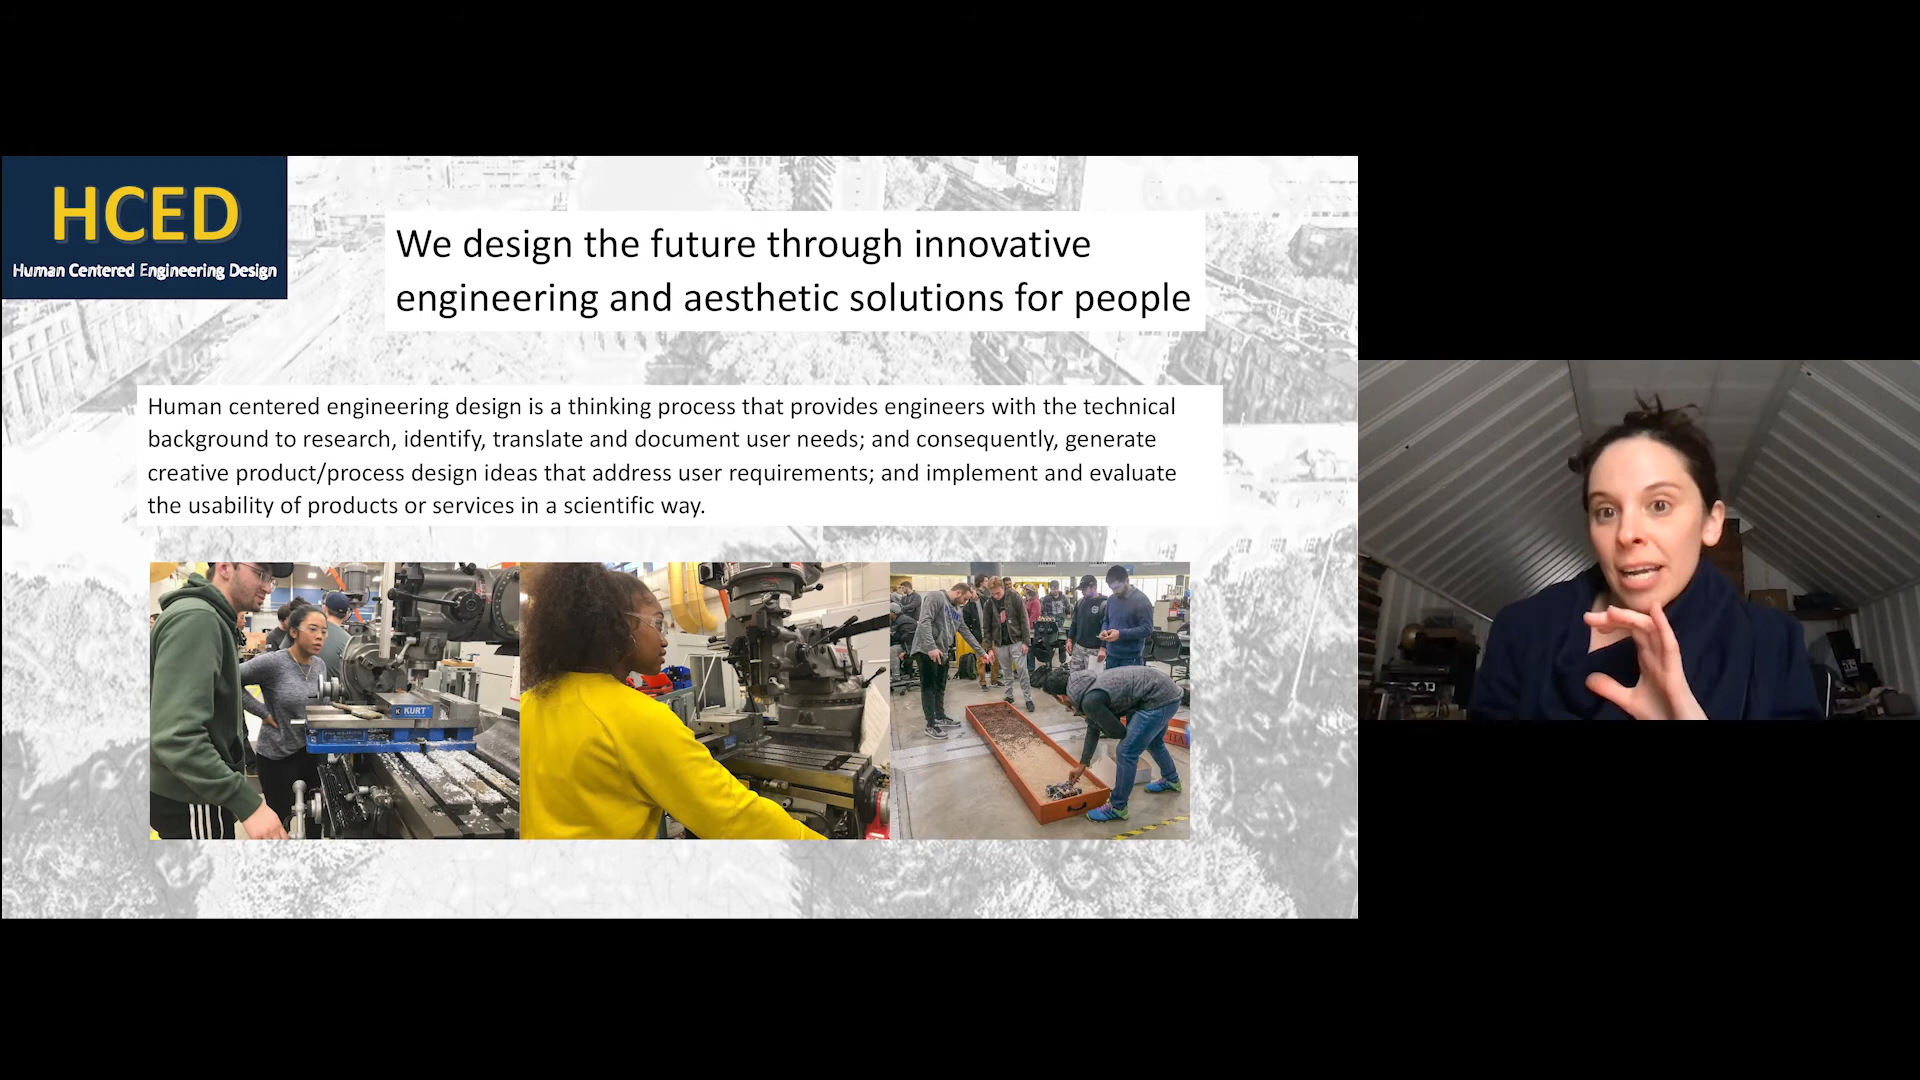 HCED
Human Centered Engineering Design
We design the future through innovative
engineering and aesthetic solutions for people
Human centered engineering design is a thinking process that provides engineers with the technical
background to research, identify, translate and document user needs; and consequently, generate
creative product/process design ideas that address user requirements; and implement and evaluate
the usability of products or services in a scientific way.
KURT